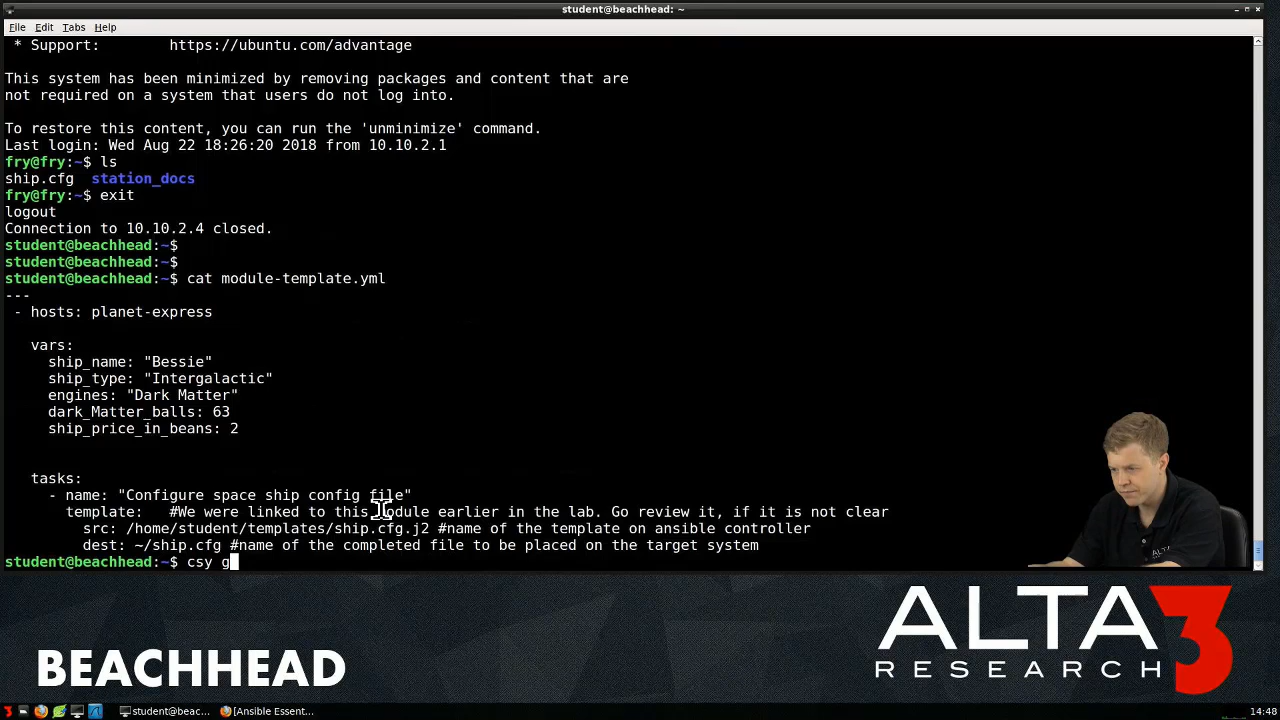 student@beachhead: ~
File Edit Tabs Help
* Support: https://ubuntu.com/advantage
This system has been minimized by removing packages and content that are
not required on a system that users do not log into.
To restore this content, you can run the 'unminimize' command.
Last login: Wed Aug 22 18:26:20 2018 from 10.10.2.1
fry@fry:~$ ls
ship.cfg station_docs
fry@fry:~$ exit
logout
Connection to 10.10.2.4 closed.
student@beachhead:~$
student@beachhead:~$
student@beachhead:~$ cat module-template.yml
---
- hosts: planet-express
vars:
ship_name: "Bessie"
ship_type: "Intergalactic"
engines: "Dark Matter"
dark_Matter_balls: 63
ship_price_in_beans: 2
tasks:
- name: "Configure space ship config file"
template: #We were linked to this module earlier in the lab. Go review it, if it is not clear
src: /home/student/templates/ship.cfg.j2 #name of the template on ansible controller
dest: ~/ship.cfg #name of the completed file to be placed on the target system
student@beachhead:~$ csy g
BEACHHEAD
ALTA3
RESEARCH
student@beac...
[Ansible Essent...
14:48